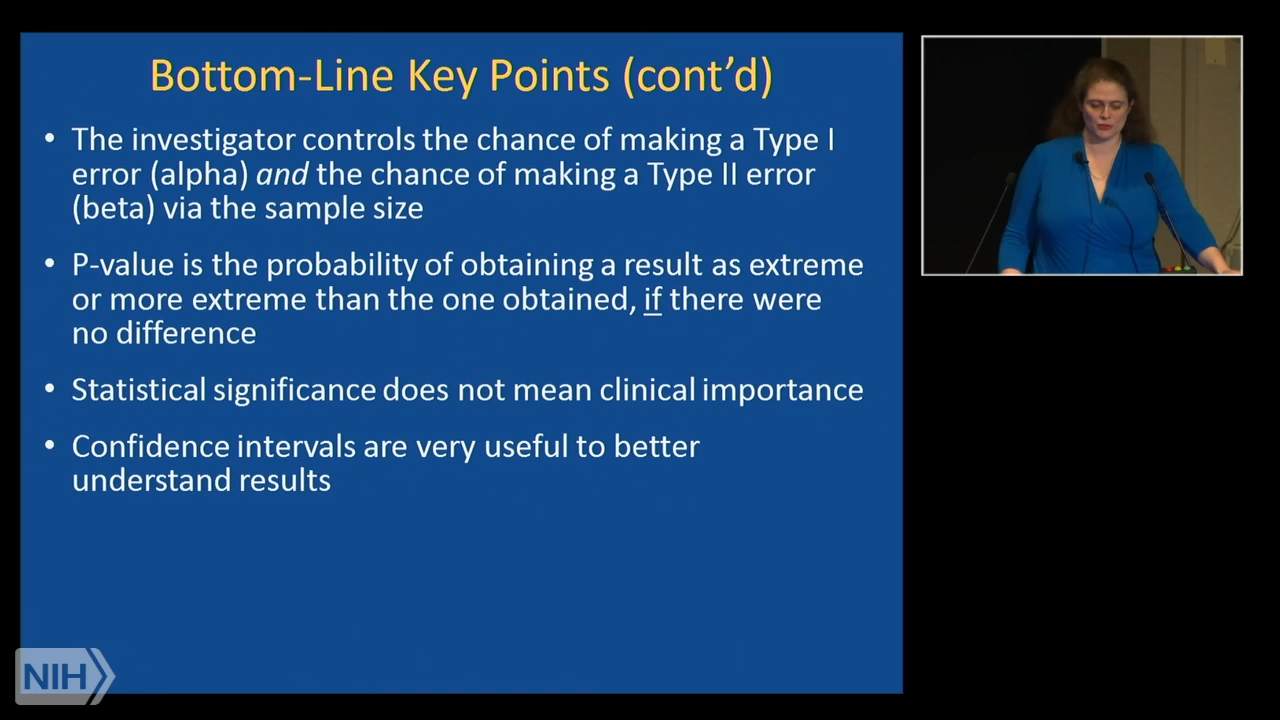 Bottom-Line Key Points (cont’d)
• The investigator controls the chance of making a Type I
error (alpha) and the chance of making a Type II error
(beta) via the sample size
• P-value is the probability of obtaining a result as extreme
or more extreme than the one obtained, if there were
no difference
• Statistical significance does not mean clinical importance
• Confidence intervals are very useful to better
understand results
NIH